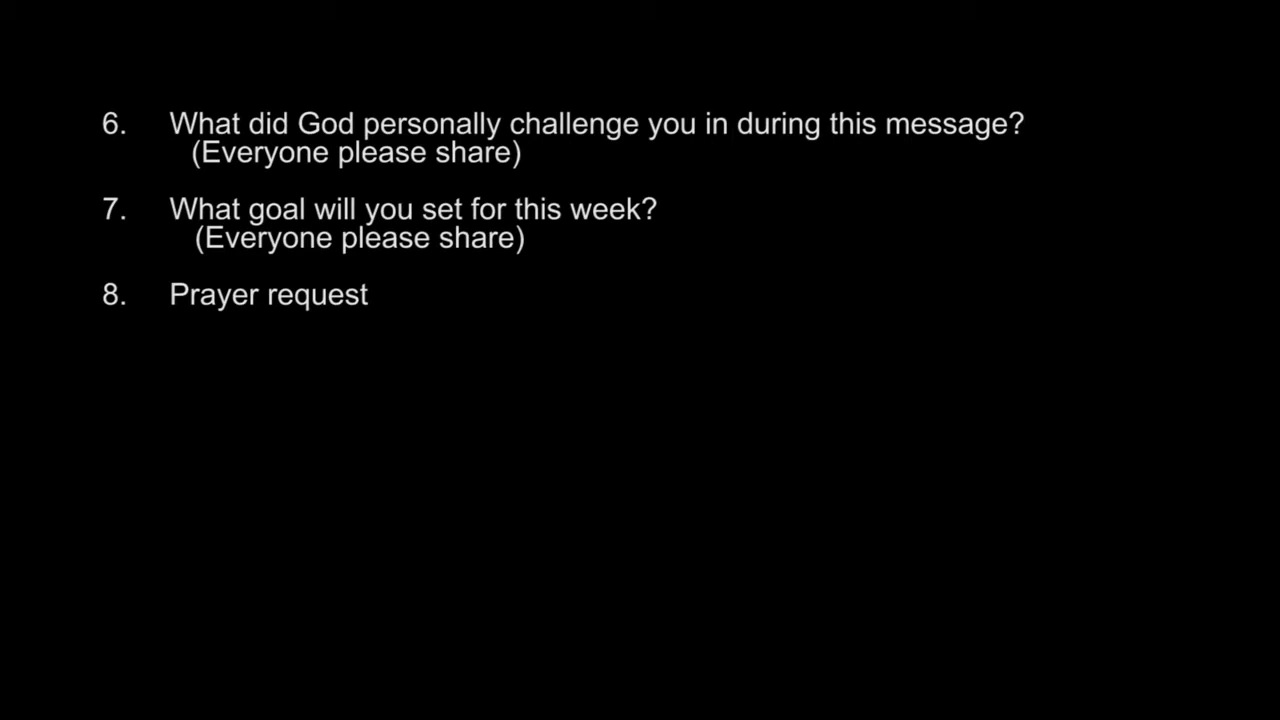 6. What did God personally challenge you in during this message?
(Everyone please share)
7. What goal will you set for this week?
(Everyone please share)
8. Prayer request